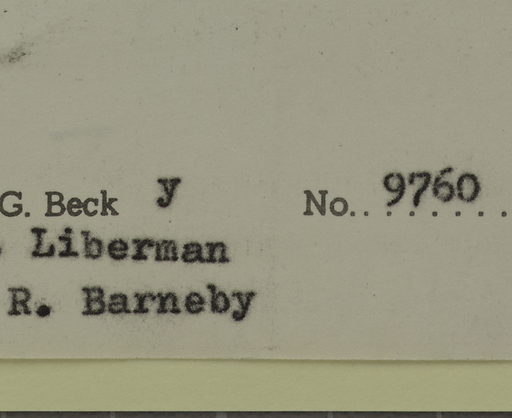 G. Beck y No. . . . . . . . . 9760
. Liberman
R. Barneby